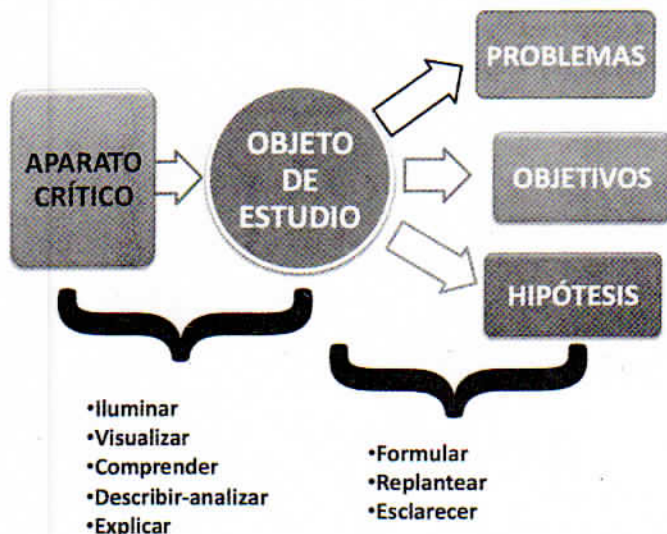 APARATO
CRÍTICO
OBJETO
DE
ESTUDIO
PROBLEMAS
OBJETIVOS
HIPÓTESIS
•Iluminar
•Visualizar
•Comprender
•Describir-analizar
•Explicar
•Formular
•Replantear
•Esclarecer